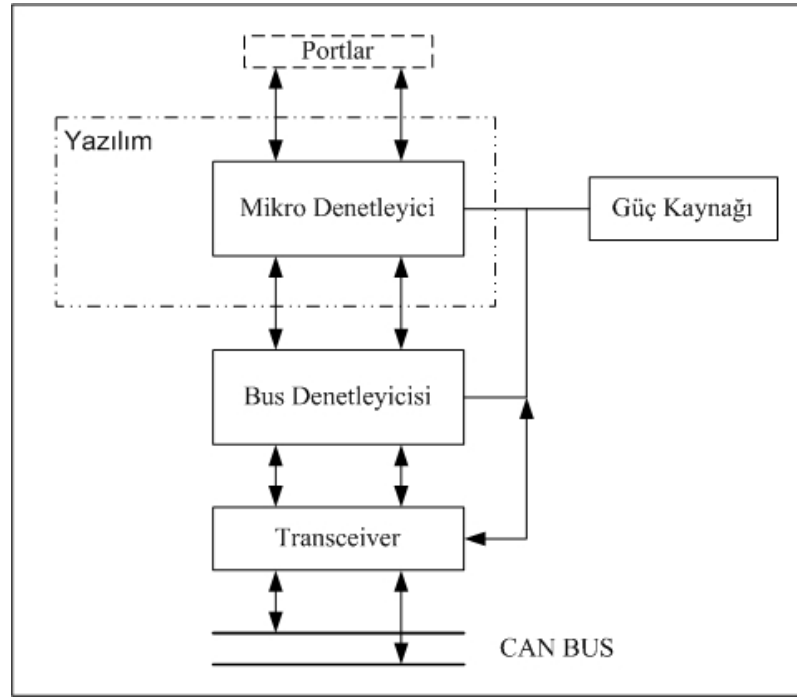 Portlar
Yazılım
Mikro Denetleyici
Güç Kaynağı
Bus Denetleyicisi
Transceiver
CAN BUS